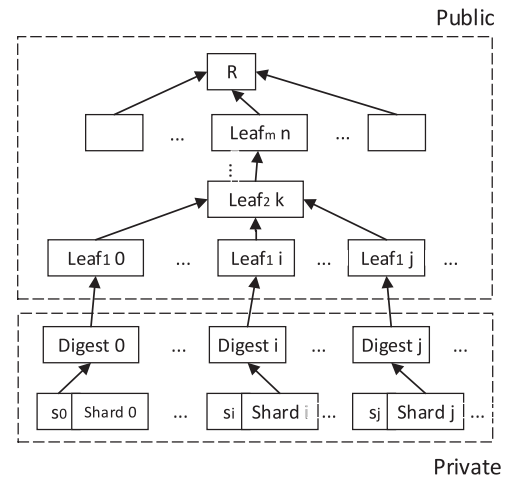 Public
R
... Leafm n ...
Leaf2 k
Leaf1 0 ... Leaf1 i ... Leaf1 j ...
Digest 0 ... Digest i ... Digest j ...
s0 Shard 0 ... si Shard i ... sj Shard j ...
Private